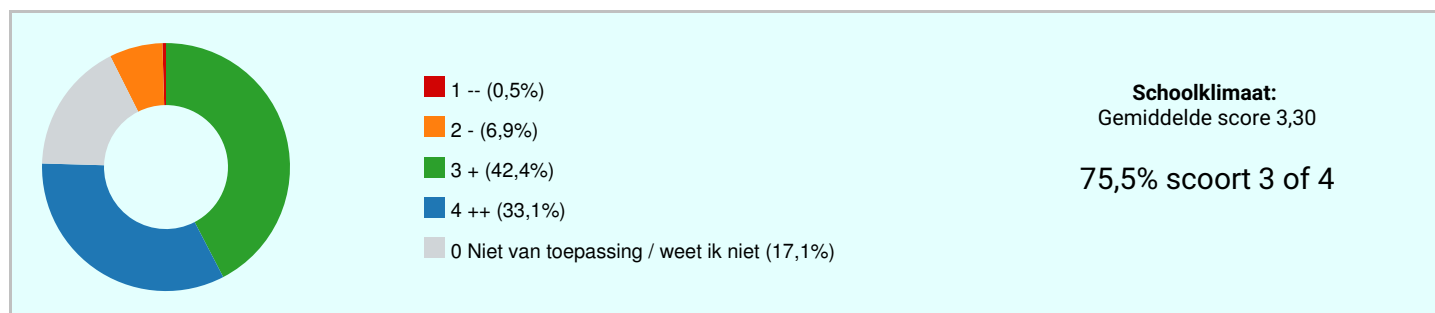 1 -- (0,5%)
2 - (6,9%)
3 + (42,4%)
4 ++ (33,1%)
0 Niet van toepassing / weet ik niet (17,1%)
Schoolklimaat:
Gemiddelde score 3,30
75,5% scoort 3 of 4